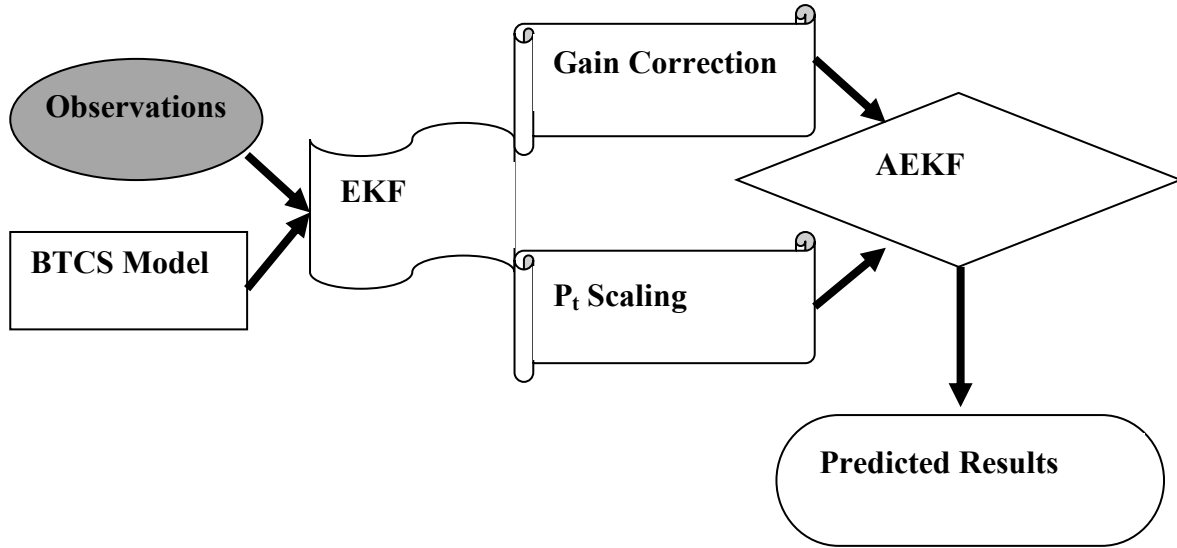 Observations
BTCS Model
EKF
Gain Correction
Pt Scaling
AEKF
Predicted Results